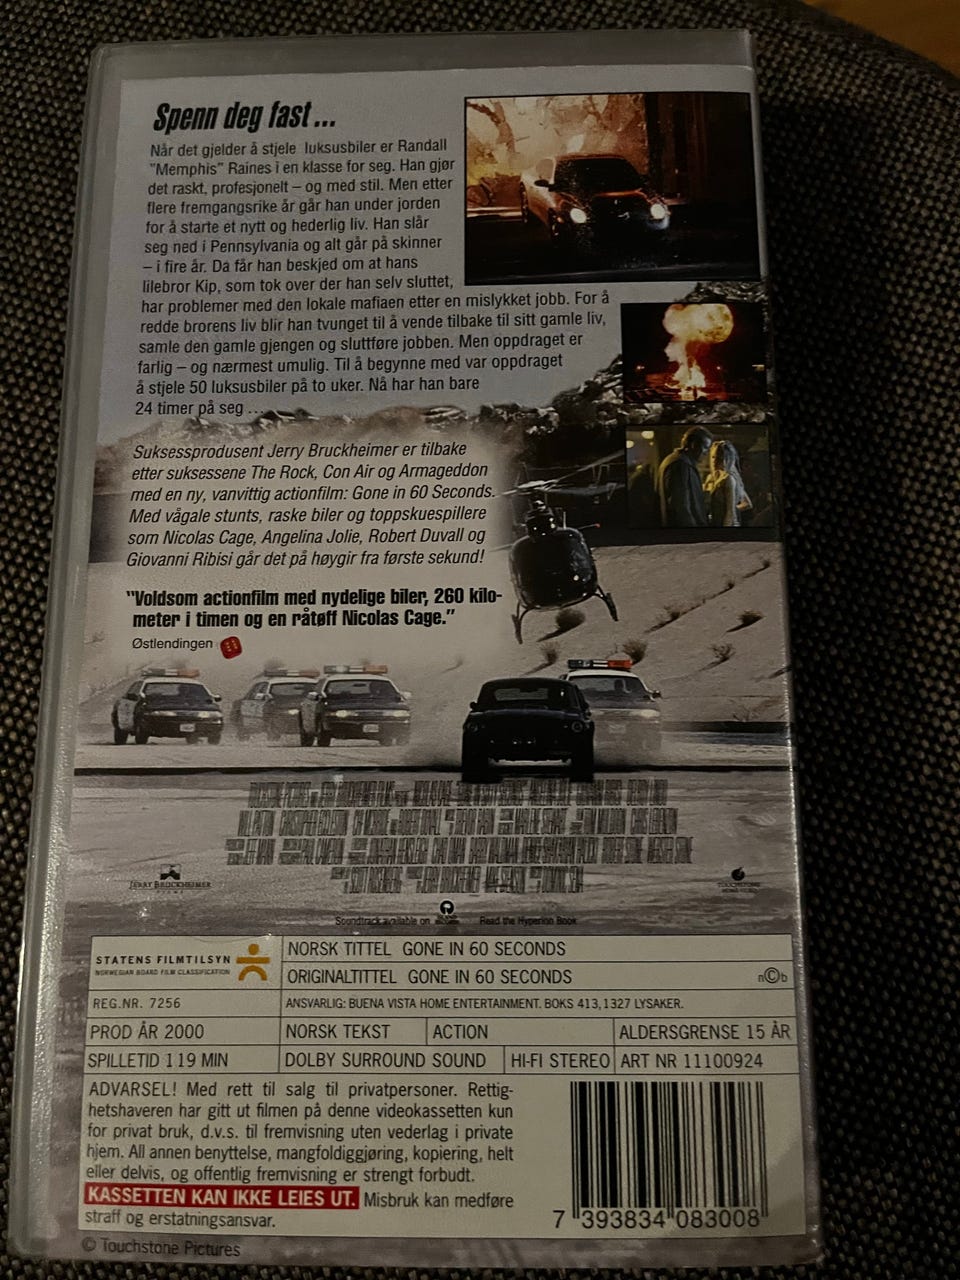 Spenn deg fast...
Når det gjelder å stjele luksusbiler er Randall
"Memphis" Raines i en klasse for seg. Han gjør
det raskt, profesjonelt – og med stil. Men etter
flere fremgangsrike år går han under jorden
for å starte et nytt og hederlig liv. Han slår
seg ned i Pennsylvania og alt går på skinner
– i fire år. Da får han beskjed om at hans
lillebror Kip, som tok over der han selv sluttet,
har problemer med den lokale mafiaen etter en mislykket jobb. For å
redde brorens liv blir han tvunget til å vende tilbake til sitt gamle liv,
samle den gamle gjengen og sluttføre jobben. Men oppdraget er
farlig – og nærmest umulig. Til å begynne med var oppdraget
å stjele 50 luksusbiler på to uker. Nå har han bare
24 timer på seg ...
Suksessprodusent Jerry Bruckheimer er tilbake
etter suksessene The Rock, Con Air og Armageddon
med en ny, vanvittig actionfilm: Gone in 60 Seconds.
Med vågale stunts, raske biler og toppskuespillere
som Nicolas Cage, Angelina Jolie, Robert Duvall og
Giovanni Ribisi går det på høygir fra første sekund!
"Voldsom actionfilm med nydelige biler, 260 kilo-
meter i timen og en råtøff Nicolas Cage."
Østlendingen
JERRY BRUCKHEIMER
FILMS
TOUCHSTONE
HOME VIDEO
Soundtrack available on
Read the Hyperion Book
STATENS FILMTILSYN
NORWEGIAN BOARD FILM CLASSIFICATION
NORSK TITTEL GONE IN 60 SECONDS
ORIGINALTITTEL GONE IN 60 SECONDS
n©b
REG.NR. 7256
ANSVARLIG: BUENA VISTA HOME ENTERTAINMENT. BOKS 413, 1327 LYSAKER.
PROD ÅR 2000 NORSK TEKST ACTION ALDERSGRENSE 15 ÅR
SPILLETID 119 MIN DOLBY SURROUND SOUND HI-FI STEREO ART NR 11100924
ADVARSEL! Med rett til salg til privatpersoner. Rettig-
hetshaveren har gitt ut filmen på denne videokassetten kun
for privat bruk, d.v.s. til fremvisning uten vederlag i private
hjem. All annen benyttelse, mangfoldiggjøring, kopiering, helt
eller delvis, og offentlig fremvisning er strengt forbudt.
KASSETTEN KAN IKKE LEIES UT. Misbruk kan medføre
straff og erstatningsansvar.
7 393834 083008
© Touchstone Pictures